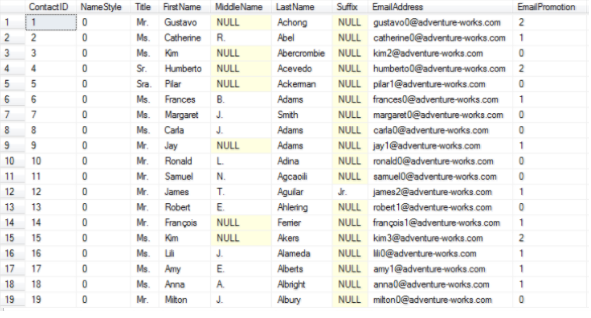 ContactID NameStyle Title FirstName MiddleName LastName Suffix EmailAddress EmailPromotion
1 1 0 Mr. Gustavo NULL Achong NULL gustavo0@adventure-works.com 2
2 2 0 Ms. Catherine R. Abel NULL catherine0@adventure-works.com 1
3 3 0 Ms. Kim NULL Abercrombie NULL kim2@adventure-works.com 0
4 4 0 Sr. Humberto NULL Acevedo NULL humberto0@adventure-works.com 2
5 5 0 Sra. Pilar NULL Ackerman NULL pilar1@adventure-works.com 0
6 6 0 Ms. Frances B. Adams NULL frances0@adventure-works.com 1
7 7 0 Ms. Margaret J. Smith NULL margaret0@adventure-works.com 0
8 8 0 Ms. Carla J. Adams NULL carla0@adventure-works.com 0
9 9 0 Mr. Jay NULL Adams NULL jay1@adventure-works.com 1
10 10 0 Mr. Ronald L. Adina NULL ronald0@adventure-works.com 0
11 11 0 Mr. Samuel N. Agcaoili NULL samuel0@adventure-works.com 0
12 12 0 Mr. James T. Aguilar Jr. james2@adventure-works.com 1
13 13 0 Mr. Robert E. Ahlering NULL robert1@adventure-works.com 0
14 14 0 Mr. François NULL Ferrier NULL françois1@adventure-works.com 1
15 15 0 Ms. Kim NULL Akers NULL kim3@adventure-works.com 2
16 16 0 Ms. Lili J. Alameda NULL lili0@adventure-works.com 1
17 17 0 Ms. Amy E. Alberts NULL amy1@adventure-works.com 1
18 18 0 Ms. Anna A. Albright NULL anna0@adventure-works.com 1
19 19 0 Mr. Milton J. Albury NULL milton0@adventure-works.com 0